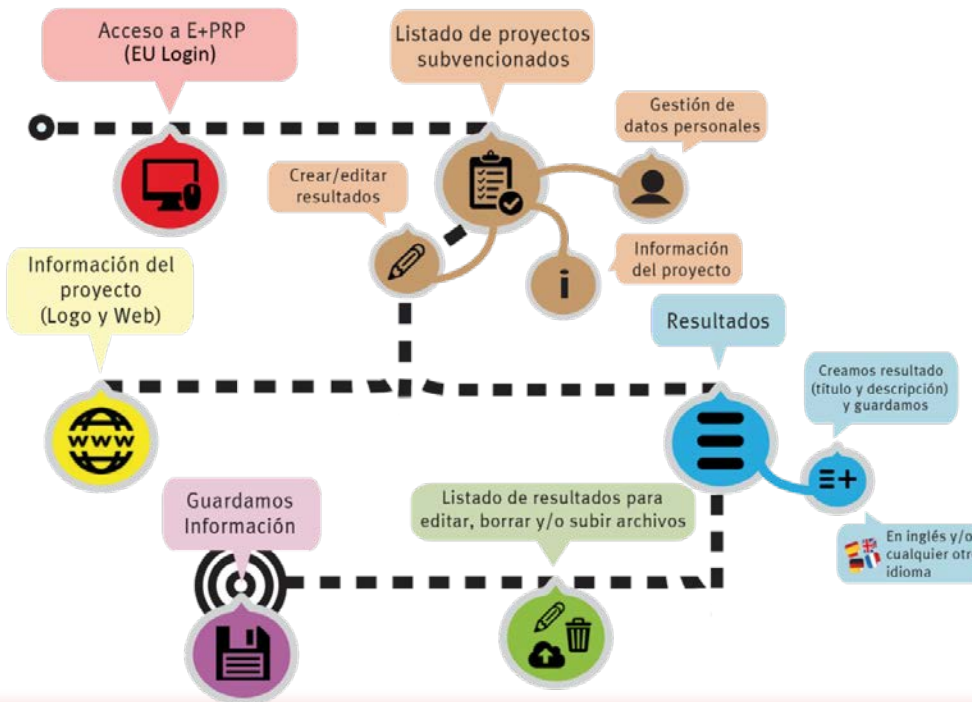 Acceso a E+PRP
(EU Login)
Listado de proyectos
subvencionados
Gestión de
datos personales
Crear/editar
resultados
Información
del proyecto
i
Información del
proyecto
(Logo y Web)
www
Resultados
Creamos resultado
(título y descripción)
y guardamos
En inglés y/o
cualquier otr
idioma
Listado de resultados para
editar, borrar y/o subir archivos
Guardamos
Información